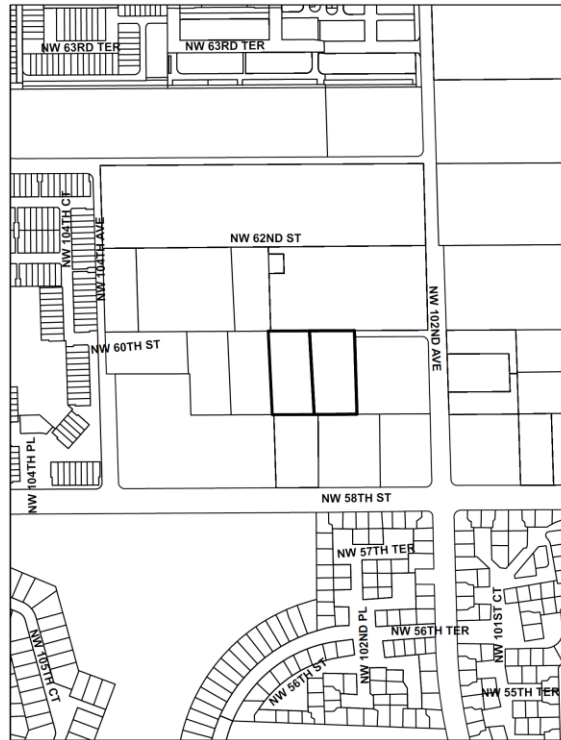 NW 63RD TER
NW 63RD TER
NW 104TH CT
NW 104TH AVE
NW 62ND ST
NW 102ND AVE
NW 60TH ST
NW 104TH PL
NW 58TH ST
NW 57TH TER
NW 102ND PL
NW 56TH TER
NW 101ST CT
NW 56TH ST
NW 105TH CT
NW 55TH TER